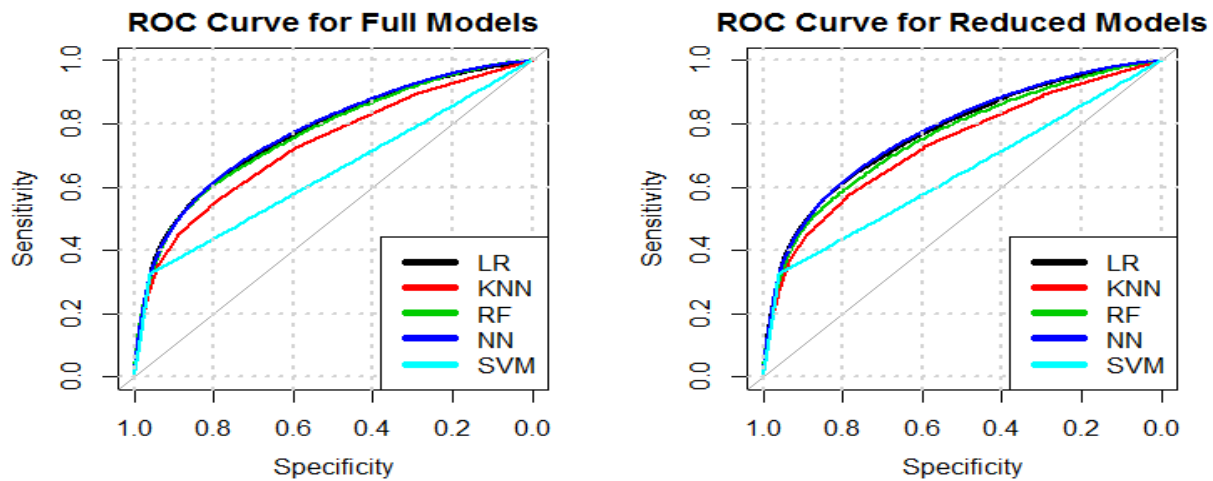 ROC Curve for Full Models
Sensitivity
1.0
0.8
0.6
0.4
0.2
0.0
LR
KNN
RF
NN
SVM
1.0 0.8 0.6 0.4 0.2 0.0
Specificity
ROC Curve for Reduced Models
Sensitivity
1.0
0.8
0.6
0.4
0.2
0.0
LR
KNN
RF
NN
SVM
1.0 0.8 0.6 0.4 0.2 0.0
Specificity